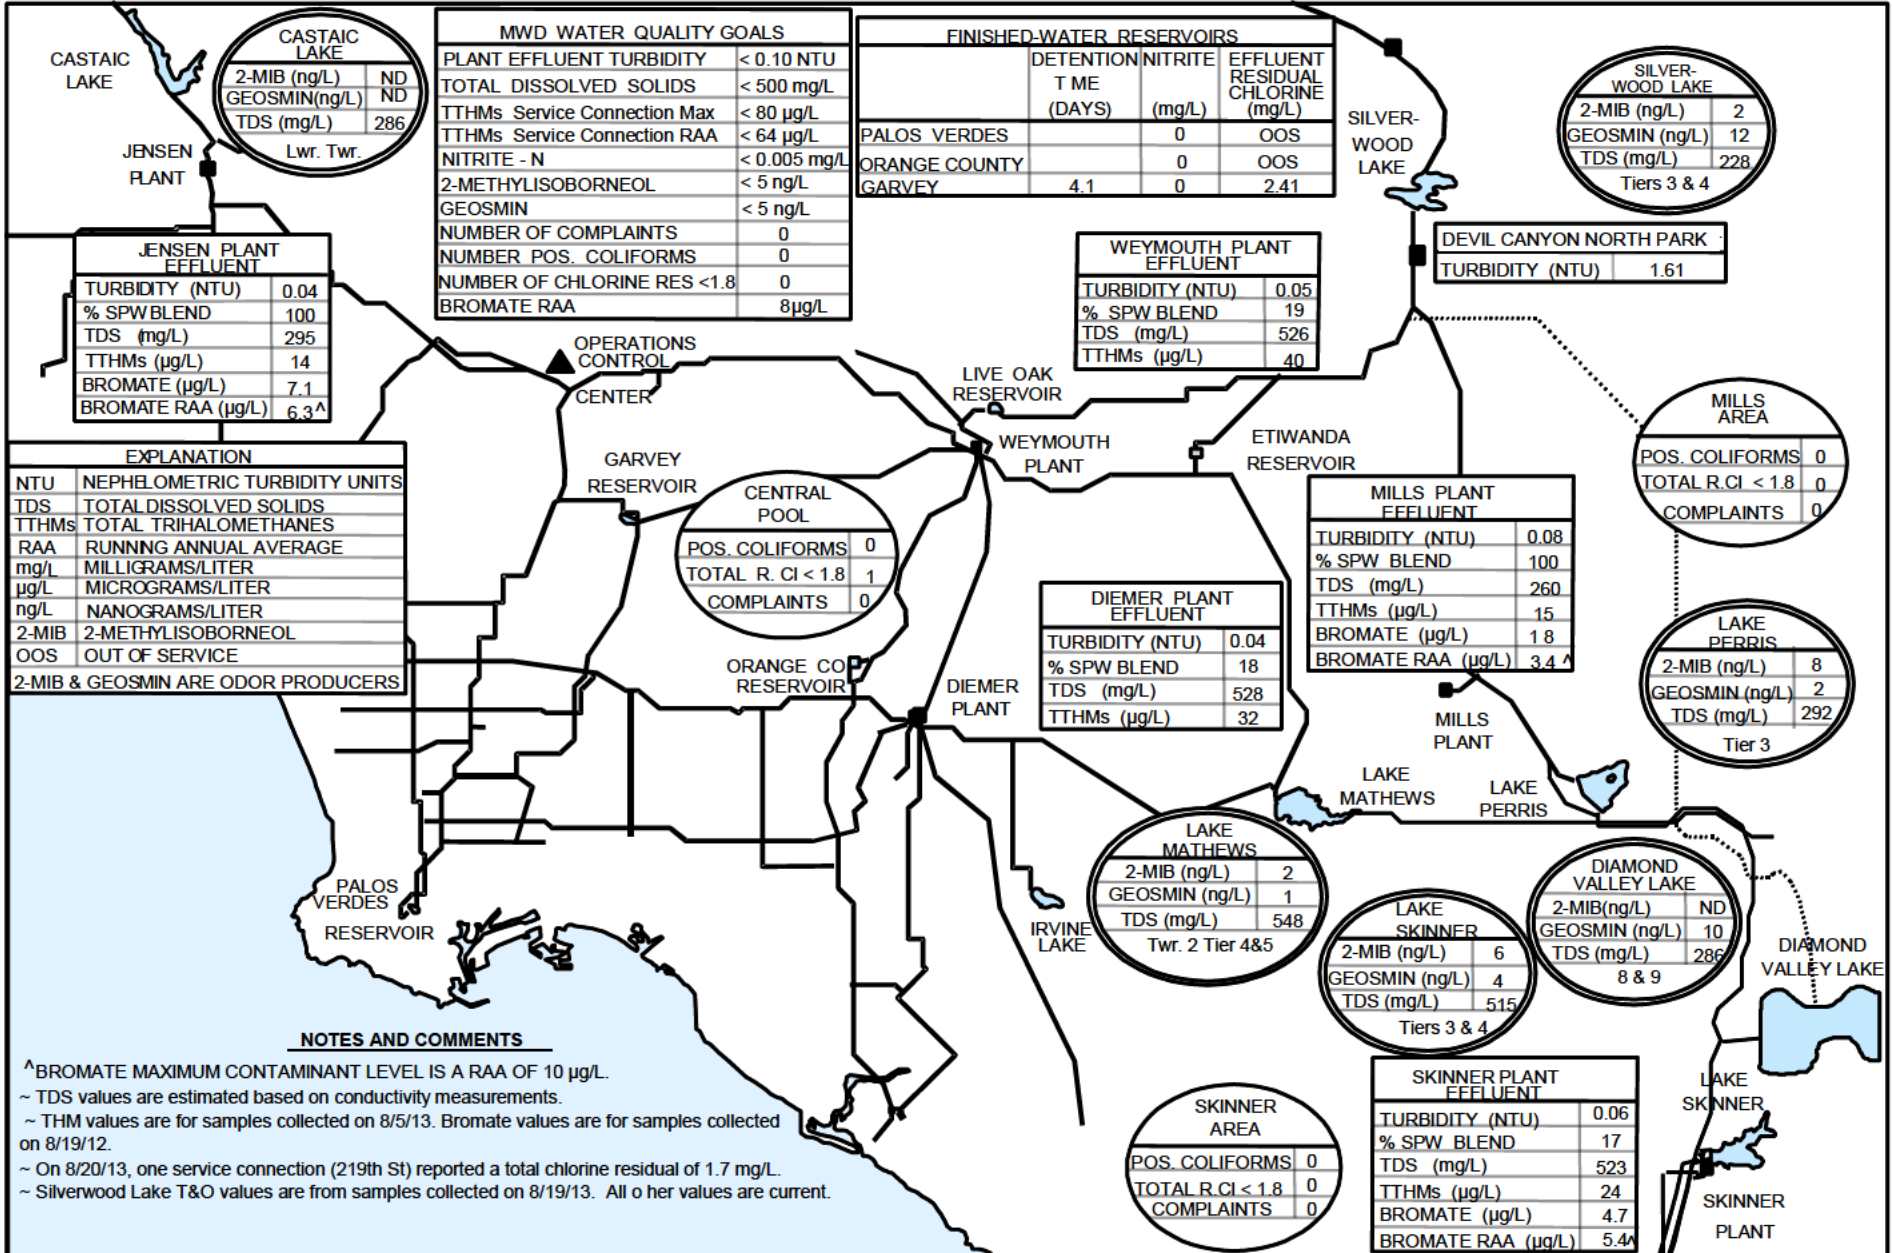 CASTAIC
LAKE
CASTAIC
LAKE
2-MIB (ng/L) ND
GEOSMIN(ng/L) ND
TDS (mg/L) 286
Lwr. Twr.
JENSEN
PLANT
MWD WATER QUALITY GOALS
PLANT EFFLUENT TURBIDITY < 0.10 NTU
TOTAL DISSOLVED SOLIDS < 500 mg/L
TTHMs Service Connection Max < 80 µg/L
TTHMs Service Connection RAA < 64 µg/L
NITRITE - N < 0.005 mg/L
2-METHYLISOBORNEOL < 5 ng/L
GEOSMIN < 5 ng/L
NUMBER OF COMPLAINTS 0
NUMBER POS. COLIFORMS 0
NUMBER OF CHLORINE RES <1.8 0
BROMATE RAA 8µg/L
FINISHED-WATER RESERVOIRS
DETENTION NITRITE EFFLUENT
T ME RESIDUAL
CHLORINE
(DAYS) (mg/L) (mg/L)
PALOS VERDES 0 OOS
ORANGE COUNTY 0 OOS
GARVEY 4.1 0 2.41
SILVER-
WOOD
LAKE
SILVER-
WOOD LAKE
2-MIB (ng/L) 2
GEOSMIN (ng/L) 12
TDS (mg/L) 228
Tiers 3 & 4
DEVIL CANYON NORTH PARK
TURBIDITY (NTU) 1.61
JENSEN PLANT
EFFLUENT
TURBIDITY (NTU) 0.04
% SPW BLEND 100
TDS (mg/L) 295
TTHMs (µg/L) 14
BROMATE (µg/L) 7.1
BROMATE RAA (µg/L) 6.3^
WEYMOUTH PLANT
EFFLUENT
TURBIDITY (NTU) 0.05
% SPW BLEND 19
TDS (mg/L) 526
TTHMs (µg/L) 40
OPERATIONS
CONTROL
CENTER
LIVE OAK
RESERVOIR
WEYMOUTH
PLANT
ETIWANDA
RESERVOIR
MILLS
AREA
POS. COLIFORMS 0
TOTAL R.Cl < 1.8 0
COMPLAINTS 0
EXPLANATION
NTU NEPHELOMETRIC TURBIDITY UNITS
TDS TOTAL DISSOLVED SOLIDS
TTHMs TOTAL TRIHALOMETHANES
RAA RUNNING ANNUAL AVERAGE
mg/L MILLIGRAMS/LITER
µg/L MICROGRAMS/LITER
ng/L NANOGRAMS/LITER
2-MIB 2-METHYLISOBORNEOL
OOS OUT OF SERVICE
2-MIB & GEOSMIN ARE ODOR PRODUCERS
GARVEY
RESERVOIR
CENTRAL
POOL
POS. COLIFORMS 0
TOTAL R. Cl < 1.8 1
COMPLAINTS 0
MILLS PLANT
EFFLUENT
TURBIDITY (NTU) 0.08
% SPW BLEND 100
TDS (mg/L) 260
TTHMs (µg/L) 15
BROMATE (µg/L) 1 8
BROMATE RAA (µg/L) 3.4 ^
DIEMER PLANT
EFFLUENT
TURBIDITY (NTU) 0.04
% SPW BLEND 18
TDS (mg/L) 528
TTHMs (µg/L) 32
LAKE
PERRIS
2-MIB (ng/L) 8
GEOSMIN (ng/L) 2
TDS (mg/L) 292
Tier 3
ORANGE CO
RESERVOIR
DIEMER
PLANT
MILLS
PLANT
LAKE
MATHEWS
LAKE
PERRIS
LAKE
MATHEWS
2-MIB (ng/L) 2
GEOSMIN (ng/L) 1
TDS (mg/L) 548
Twr. 2 Tier 4&5
DIAMOND
VALLEY LAKE
2-MIB(ng/L) ND
GEOSMIN (ng/L) 10
TDS (mg/L) 286
8 & 9
PALOS
VERDES
RESERVOIR
IRVINE
LAKE
LAKE
SKINNER
2-MIB (ng/L) 6
GEOSMIN (ng/L) 4
TDS (mg/L) 515
Tiers 3 & 4
DIAMOND
VALLEY LAKE
NOTES AND COMMENTS
^BROMATE MAXIMUM CONTAMINANT LEVEL IS A RAA OF 10 µg/L.
~ TDS values are estimated based on conductivity measurements.
~ THM values are for samples collected on 8/5/13. Bromate values are for samples collected
on 8/19/12.
~ On 8/20/13, one service connection (219th St) reported a total chlorine residual of 1.7 mg/L.
~ Silverwood Lake T&O values are from samples collected on 8/19/13. All o her values are current.
SKINNER
AREA
POS. COLIFORMS 0
TOTAL R.Cl < 1.8 0
COMPLAINTS 0
SKINNER PLANT
EFFLUENT
TURBIDITY (NTU) 0.06
% SPW BLEND 17
TDS (mg/L) 523
TTHMs (µg/L) 24
BROMATE (µg/L) 4.7
BROMATE RAA (µg/L) 5.4^
LAKE
SKINNER
SKINNER
PLANT